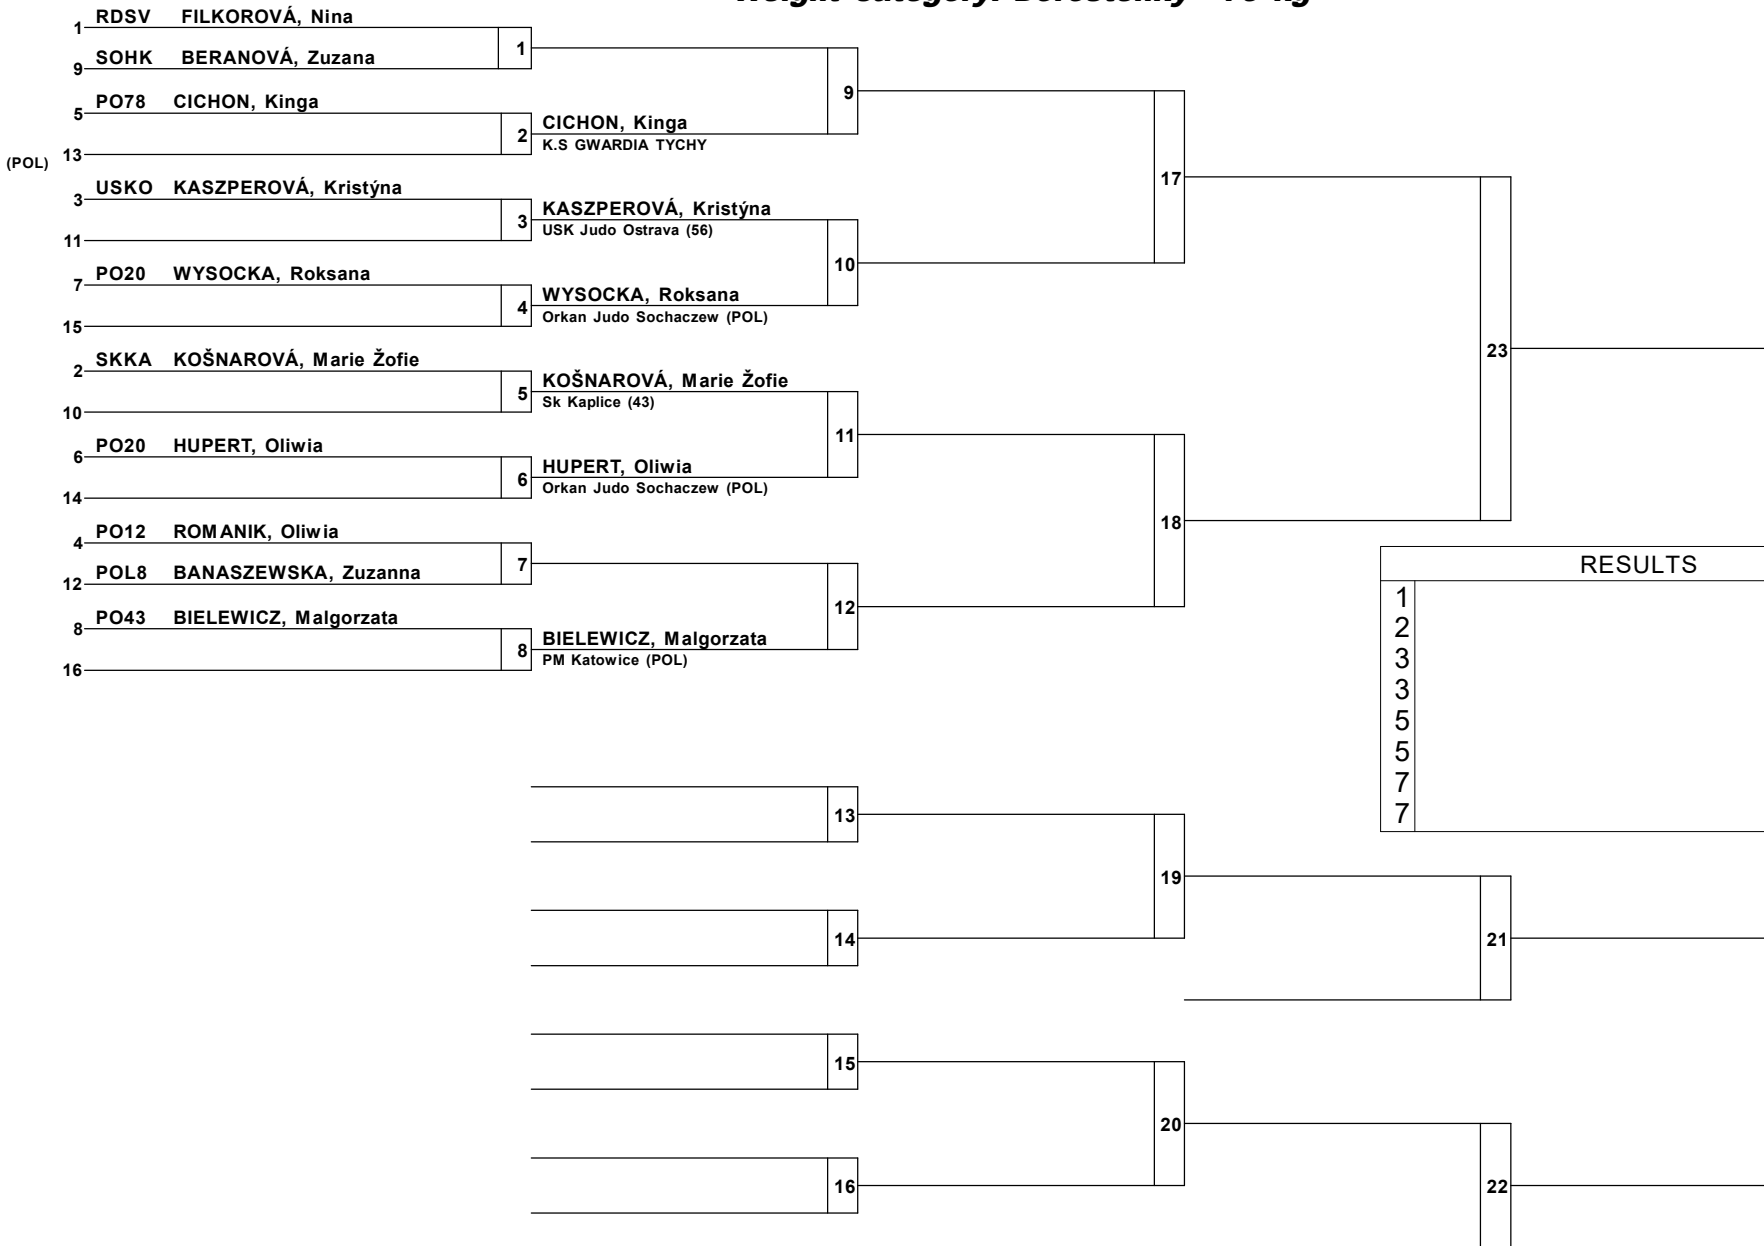 1 RDSV FILKOROVÁ, Nina
1
9 SOHK BERANOVÁ, Zuzana
9
5 PO78 CICHON, Kinga
2 CICHON, Kinga
K.S GWARDIA TYCHY
(POL) 13
17
3 USKO KASZPEROVÁ, Kristýna
3 KASZPEROVÁ, Kristýna
USK Judo Ostrava (56)
11
10
7 PO20 WYSOCKA, Roksana
4 WYSOCKA, Roksana
Orkan Judo Sochaczew (POL)
15
23
2 SKKA KOŠNAROVÁ, Marie Žofie
5 KOŠNAROVÁ, Marie Žofie
Sk Kaplice (43)
10
11
6 PO20 HUPERT, Oliwia
6 HUPERT, Oliwia
Orkan Judo Sochaczew (POL)
14
18
4 PO12 ROMANIK, Oliwia
7
12 POL8 BANASZEWSKA, Zuzanna
12
8 PO43 BIELEWICZ, Malgorzata
8 BIELEWICZ, Malgorzata
PM Katowice (POL)
16
RESULTS
1
2
3
3
5
5
7
7
13
19
14
21
15
20
16
22